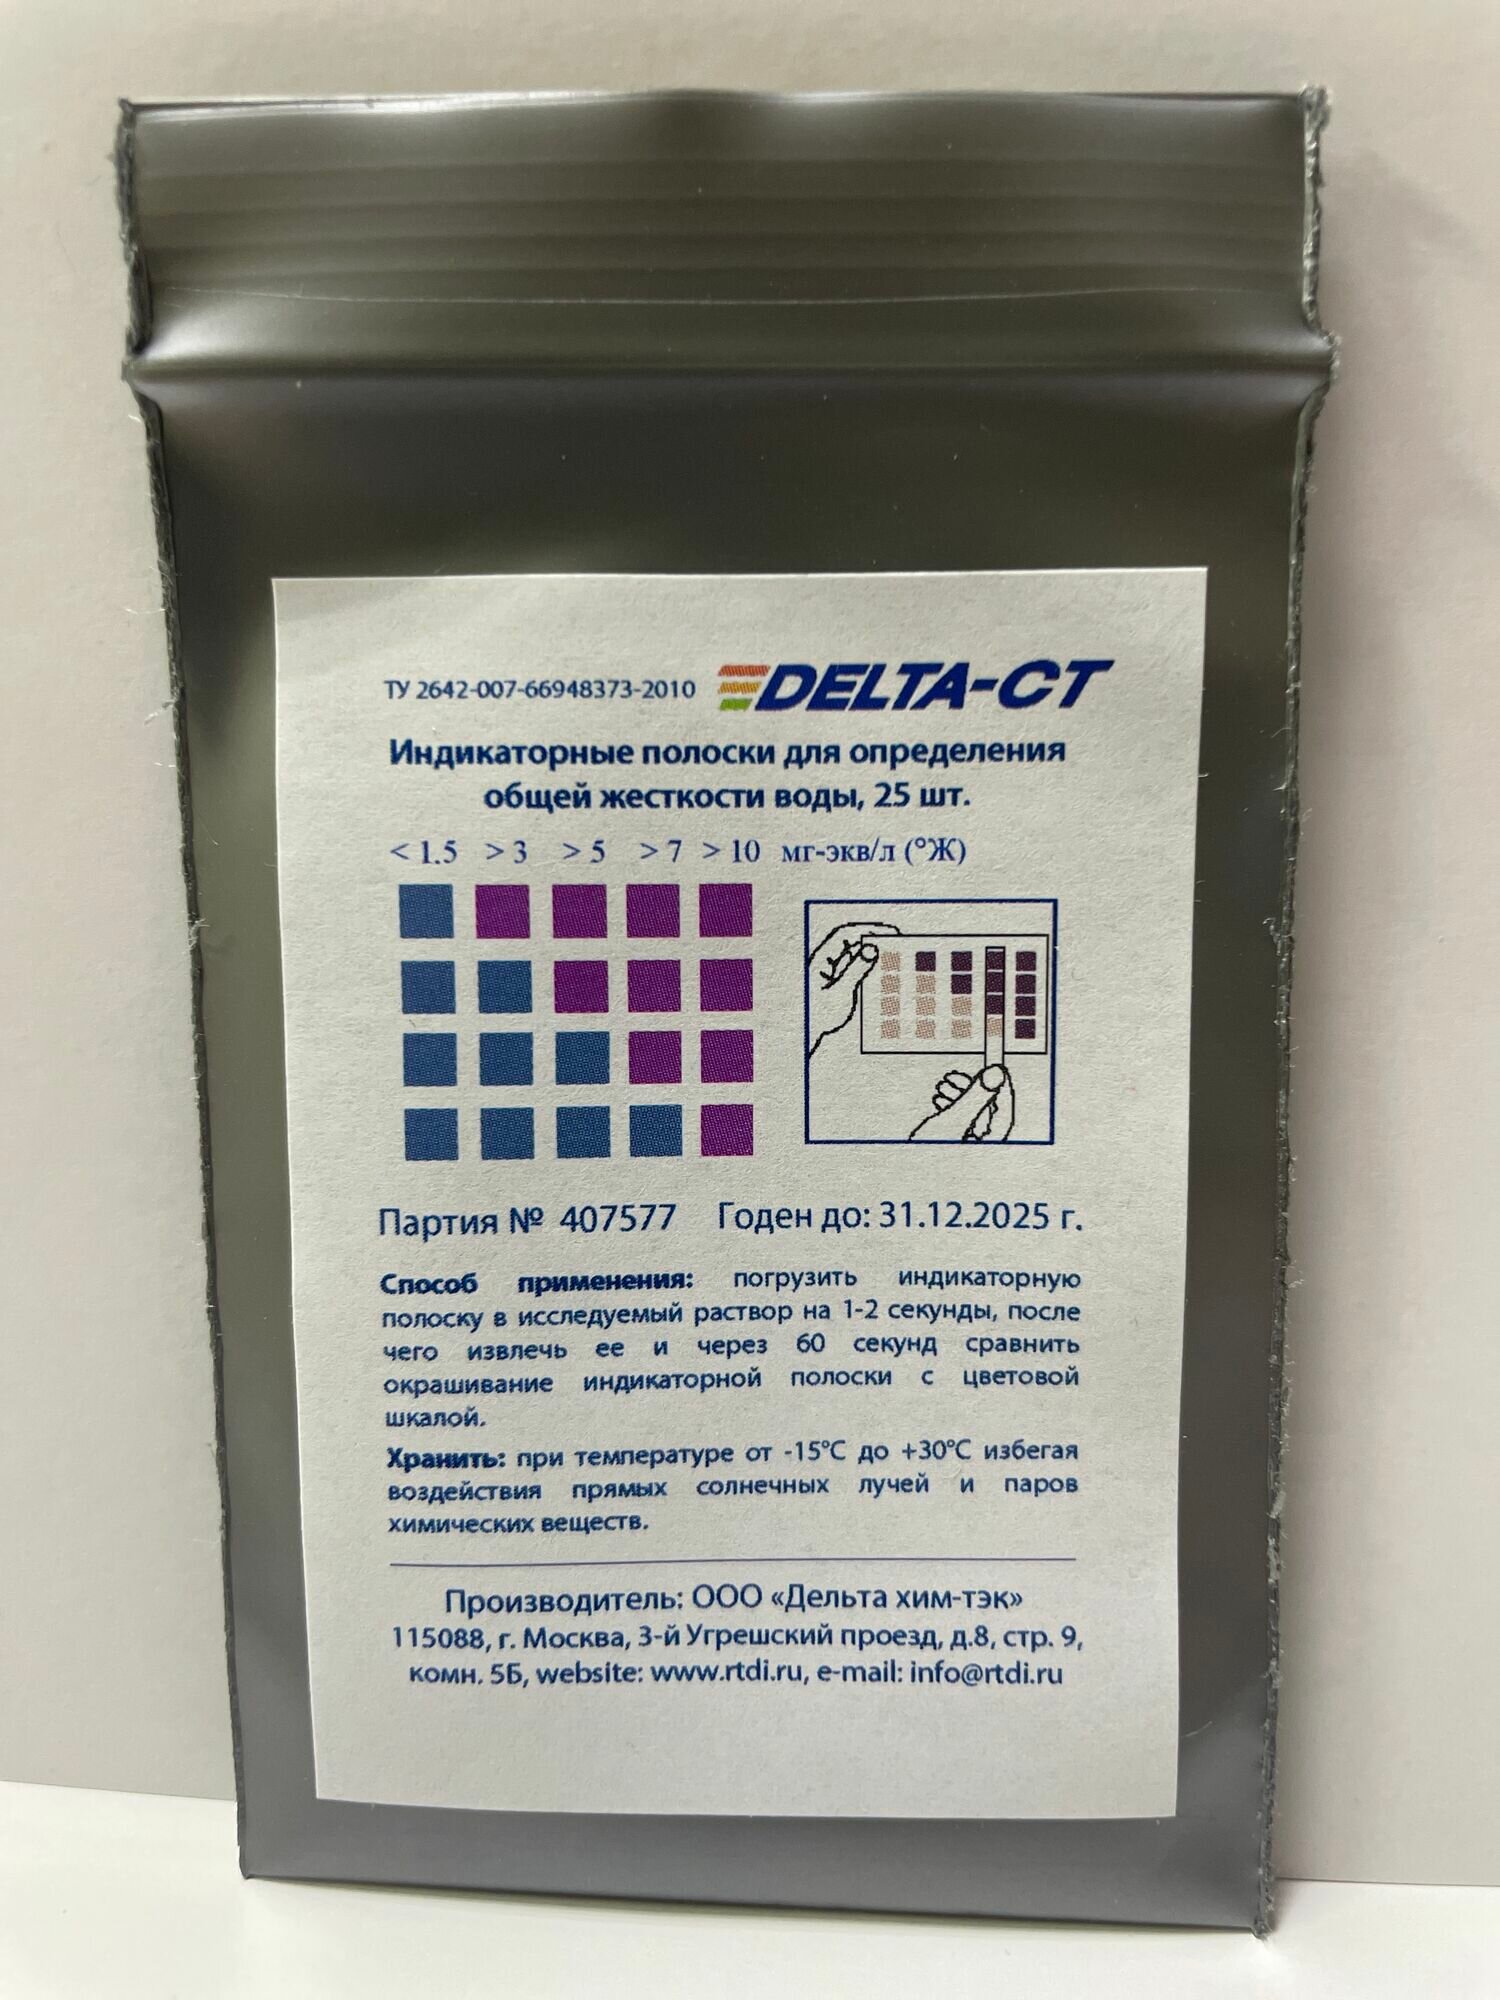 ТУ 2642-007-66948373-2010 DELTA-CT
Индикаторные полоски для определения
общей жесткости воды, 25 шт.
< 1.5 > 3 > 5 > 7 > 10 мг-экв/л (°Ж)
Партия № 407577 Годен до: 31.12.2025 г.
Способ применения: погрузить индикаторную
полоску в исследуемый раствор на 1-2 секунды, после
чего извлечь ее и через 60 секунд сравнить
окрашивание индикаторной полоски с цветовой
шкалой.
Хранить: при температуре от -15°С до +30°С избегая
воздействия прямых солнечных лучей и паров
химических веществ.
Производитель: ООО «Дельта хим-тэк»
115088, г. Москва, 3-й Угрешский проезд, д.8, стр. 9,
комн. 5Б, website: www.rtdi.ru, e-mail: info@rtdi.ru